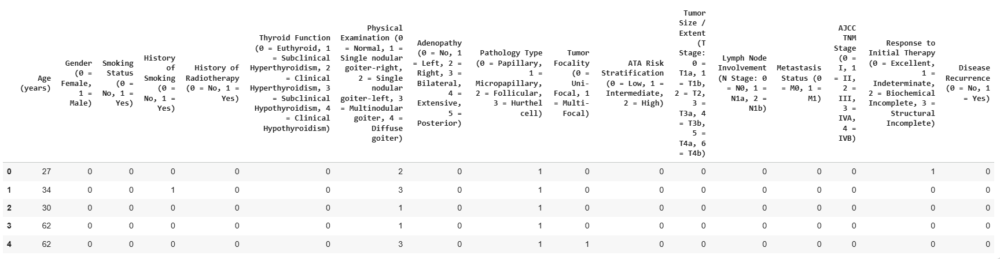 Age
(years)
Gender
(0 =
Female,
1 =
Male)
Smoking
Status
(0 =
No, 1 =
Yes)
History
of
Smoking
(0 =
No, 1 =
Yes)
History of
Radiotherapy
(0 = No, 1 =
Yes)
Thyroid Function
(0 = Euthyroid, 1
= Subclinical
Hyperthyroidism, 2
= Clinical
Hyperthyroidism, 3
= Subclinical
Hypothyroidism, 4
= Clinical
Hypothyroidism)
Physical
Examination (0
= Normal, 1 =
Single nodular
goiter-right,
2 = Single
nodular
goiter-left, 3
= Multinodular
goiter, 4 =
Diffuse
goiter)
Adenopathy
(0 = No, 1
= Left, 2 =
Right, 3 =
Bilateral,
4 =
Extensive,
5 =
Posterior)
Pathology Type
(0 = Papillary,
1 =
Micropapillary,
2 = Follicular,
3 = Hurthel
cell)
Tumor
Focality
(0 =
Uni-
Focal, 1
= Multi-
Focal)
ATA Risk
Stratification
(0 = Low, 1 =
Intermediate,
2 = High)
Tumor
Size /
Extent
(T
Stage:
0 =
T1a, 1
= T1b,
2 = T2,
3 =
T3a, 4
= T3b,
5 =
T4a, 6
= T4b)
Lymph Node
Involvement
(N Stage: 0
= N0, 1 =
N1a, 2 =
N1b)
Metastasis
Status (0
= M0, 1 =
M1)
AJCC
TNM
Stage
(0 =
I, 1
= II,
2 =
III,
3 =
IVA,
4 =
IVB)
Response to
Initial Therapy
(0 = Excellent,
1 =
Indeterminate,
2 = Biochemical
Incomplete, 3 =
Structural
Incomplete)
Disease
Recurrence
(0 = No, 1
= Yes)
0 27 0 0 0 0 0 2 0 1 0 0 0 0 0 0 1 0
1 34 0 0 1 0 0 3 0 1 0 0 0 0 0 0 0 0
2 30 0 0 0 0 0 1 0 1 0 0 0 0 0 0 0 0
3 62 0 0 0 0 0 1 0 1 0 0 0 0 0 0 0 0
4 62 0 0 0 0 0 3 0 1 1 0 0 0 0 0 0 0